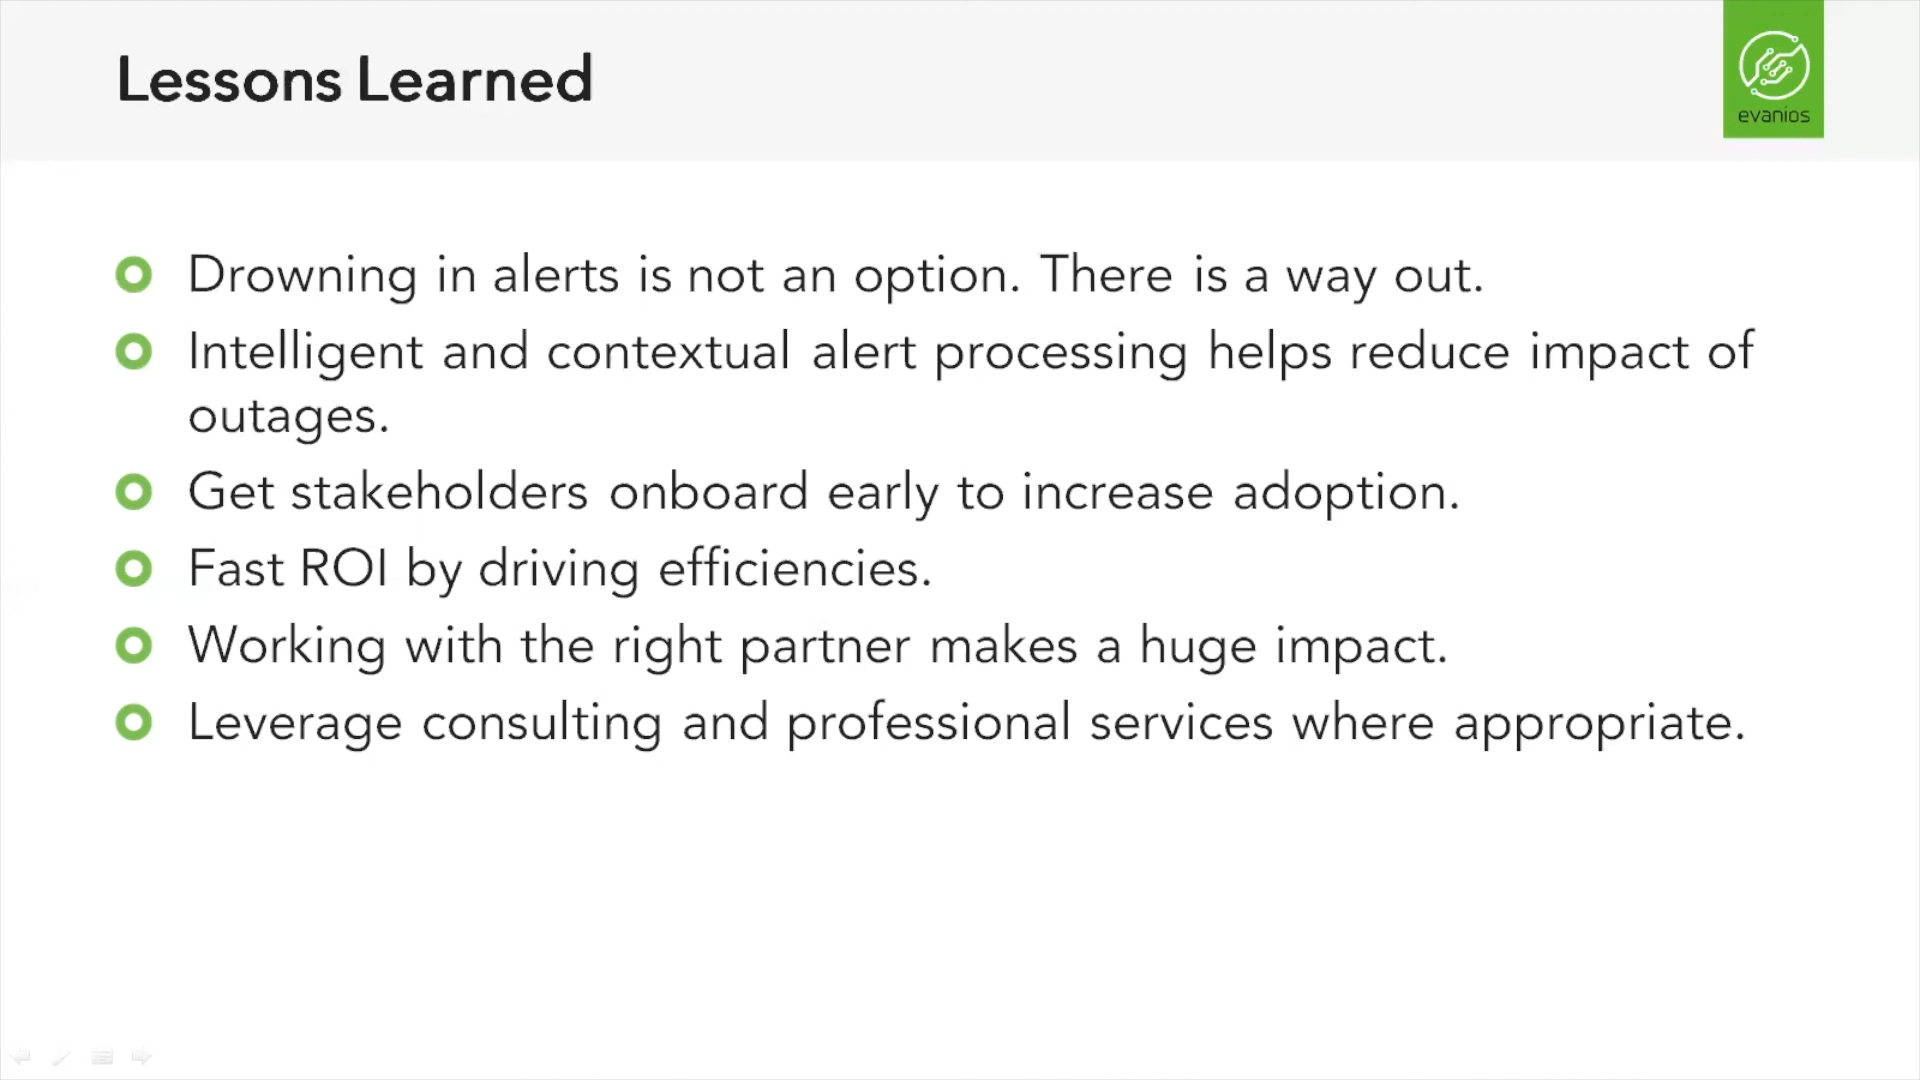 Lessons Learned
evanios
Drowning in alerts is not an option. There is a way out.
Intelligent and contextual alert processing helps reduce impact of
outages.
Get stakeholders onboard early to increase adoption.
Fast ROI by driving efficiencies.
Working with the right partner makes a huge impact.
Leverage consulting and professional services where appropriate.